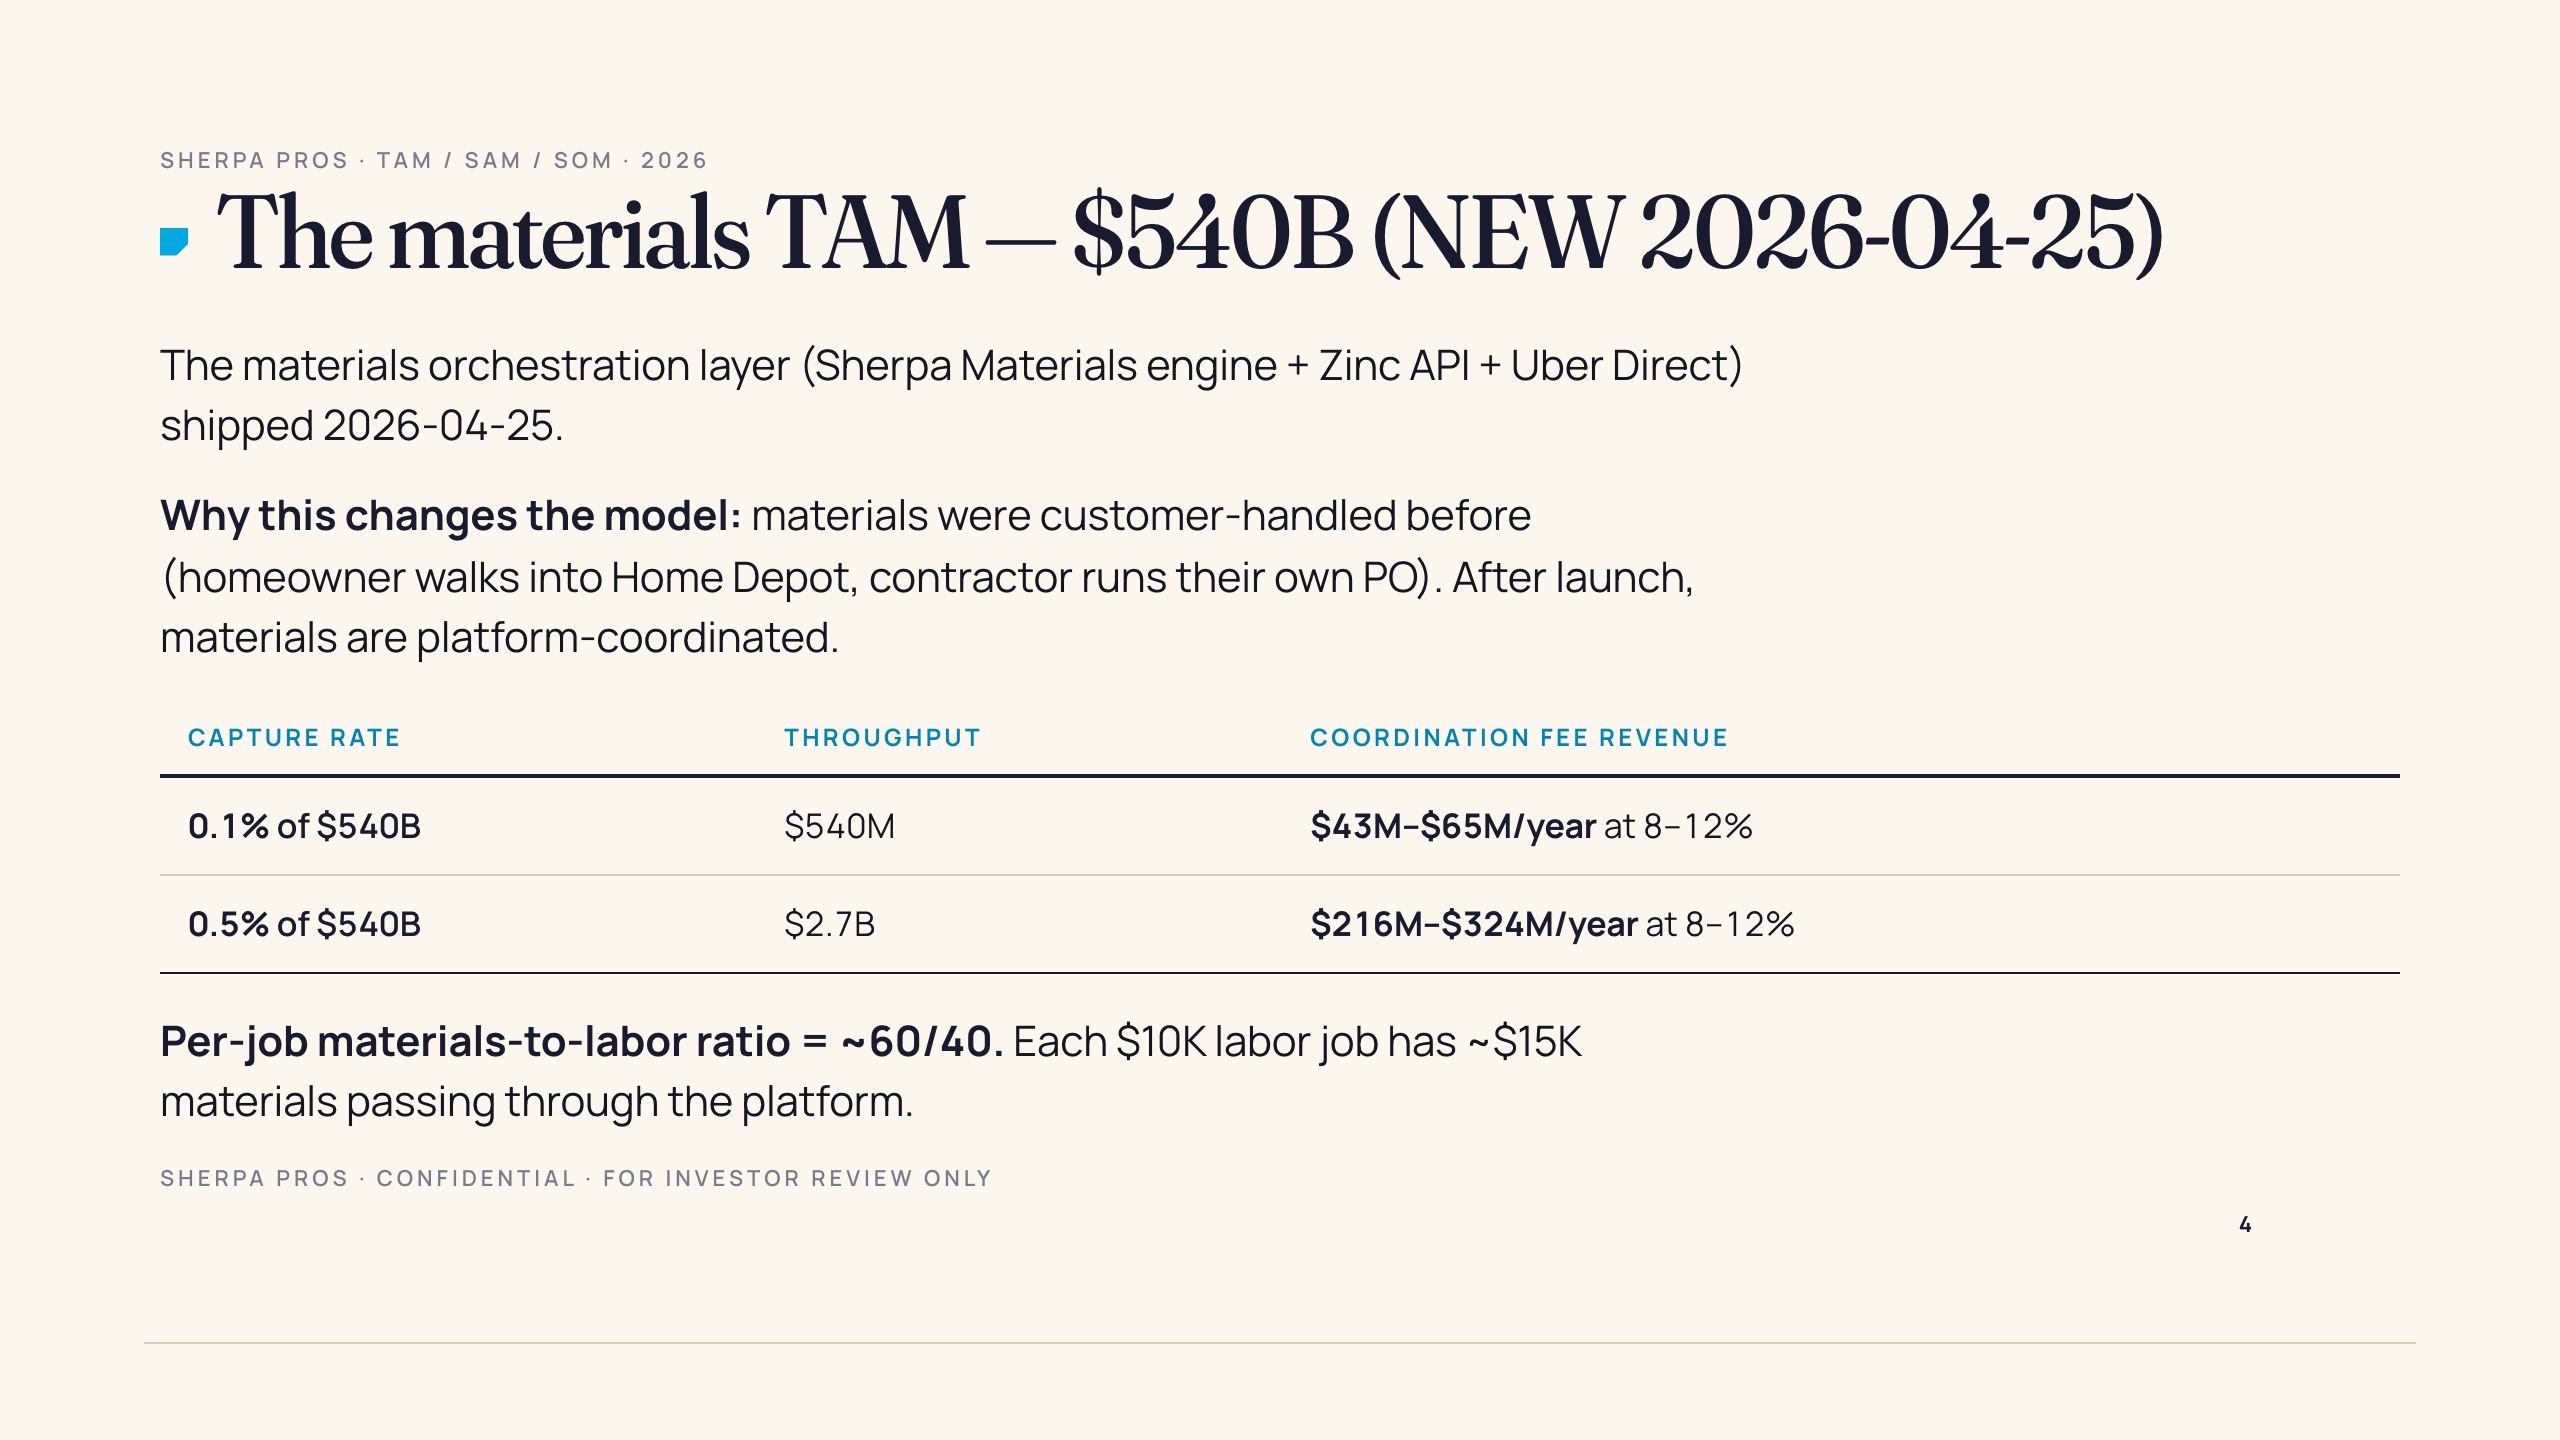 SHERPA PROS · TAM / SAM / SOM · 2026
The materials TAM — $540B (NEW 2026-04-25)
The materials orchestration layer (Sherpa Materials engine + Zinc API + Uber Direct)
shipped 2026-04-25.
Why this changes the model: materials were customer-handled before
(homeowner walks into Home Depot, contractor runs their own PO). After launch,
materials are platform-coordinated.
CAPTURE RATE THROUGHPUT COORDINATION FEE REVENUE
0.1% of $540B $540M $43M–$65M/year at 8–12%
0.5% of $540B $2.7B $216M–$324M/year at 8–12%
Per-job materials-to-labor ratio = ~60/40. Each $10K labor job has ~$15K
materials passing through the platform.
SHERPA PROS · CONFIDENTIAL · FOR INVESTOR REVIEW ONLY
4